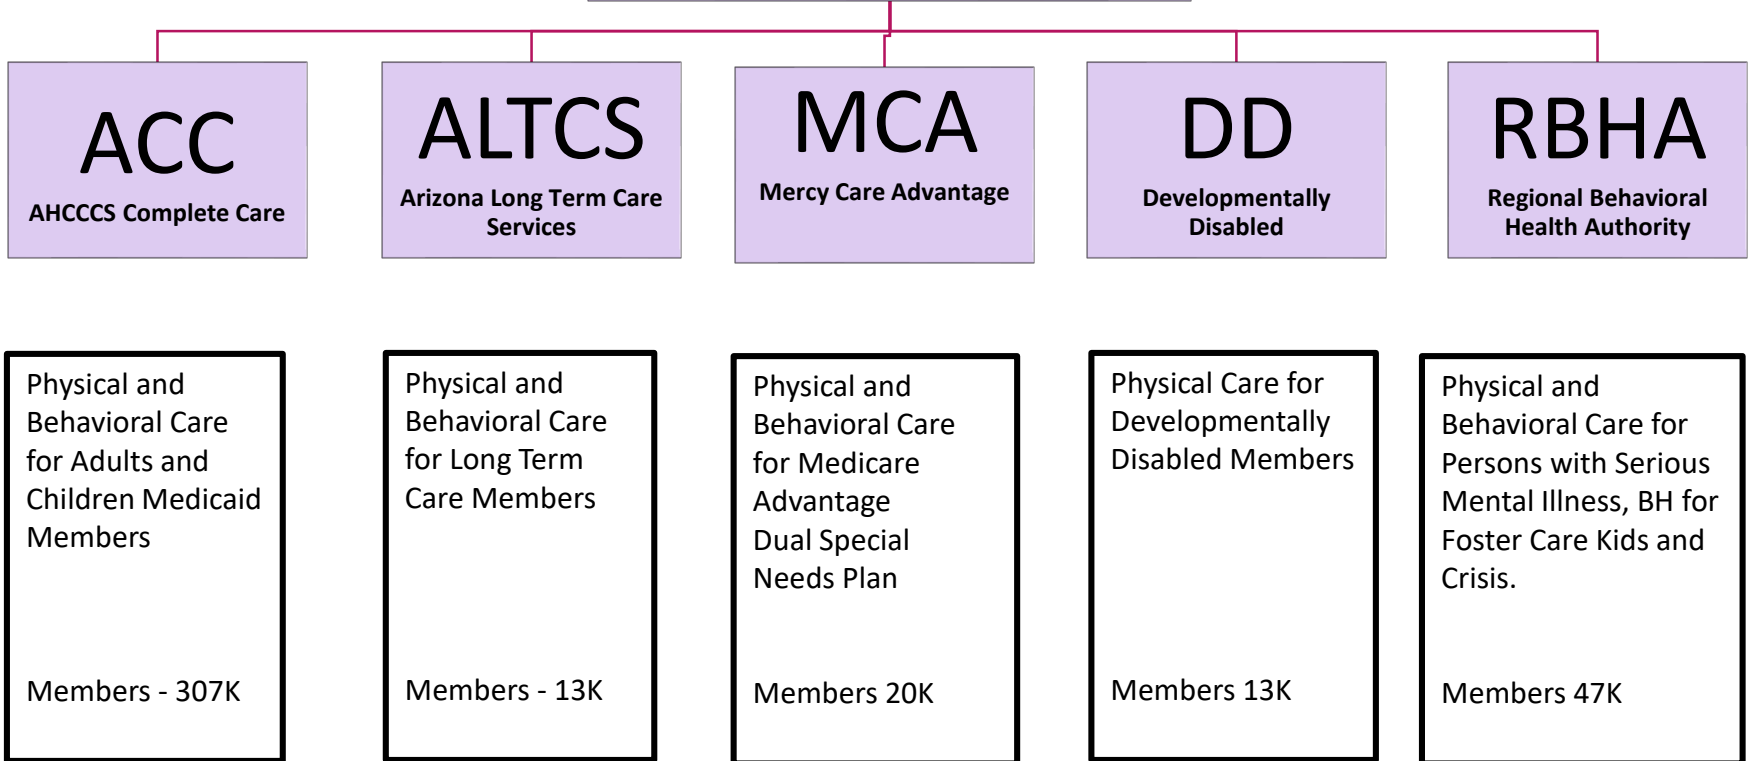 ACC
AHCCCS Complete Care
ALTCS
Arizona Long Term Care
Services
MCA
Mercy Care Advantage
DD
Developmentally
Disabled
RBHA
Regional Behavioral
Health Authority
Physical and
Behavioral Care
for Adults and
Children Medicaid
Members
Members - 307K
Physical and
Behavioral Care
for Long Term
Care Members
Members - 13K
Physical and
Behavioral Care
for Medicare
Advantage
Dual Special
Needs Plan
Members 20K
Physical Care for
Developmentally
Disabled Members
Members 13K
Physical and
Behavioral Care for
Persons with Serious
Mental Illness, BH for
Foster Care Kids and
Crisis.
Members 47K